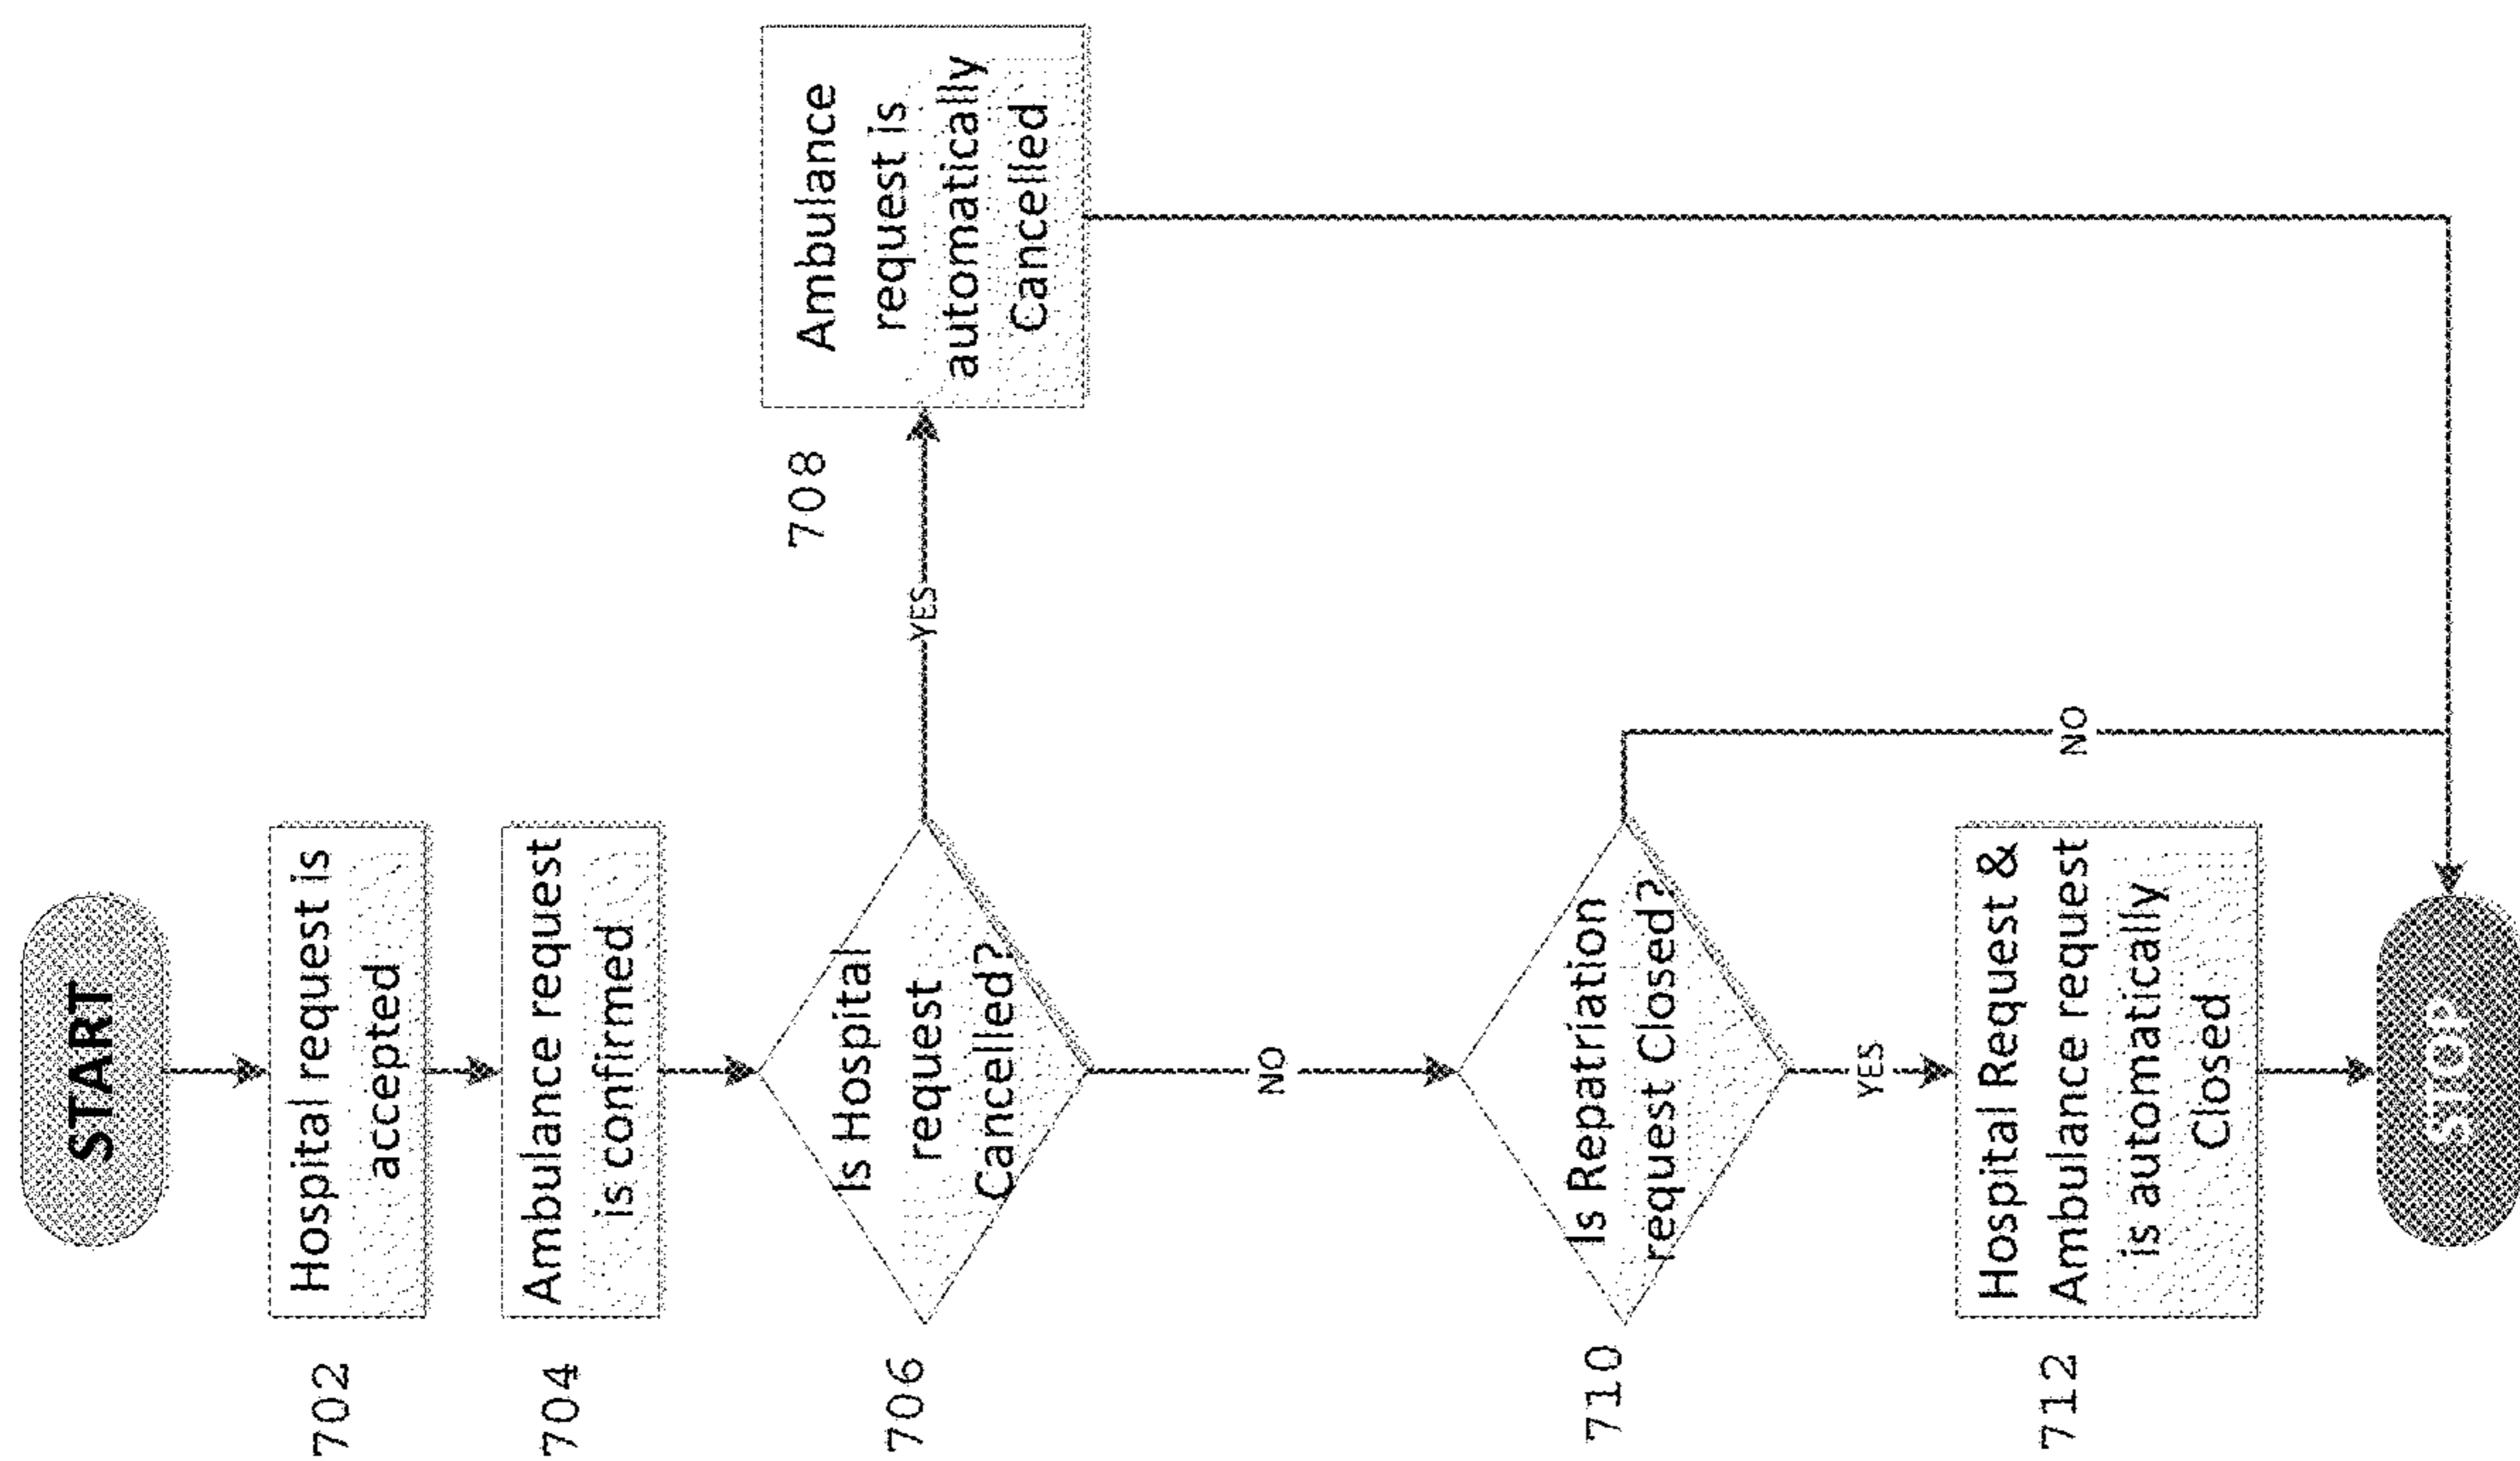 START
702
Hospital request is
accepted
704
Ambulance request
is confirmed
706
Is Hospital
request
Cancelled?
YES
708
Ambulance
request is
automatically
Cancelled
NO
710
Is Repatriation
request Closed?
NO
YES
712
Hospital Request &
Ambulance request
is automatically
Closed
STOP